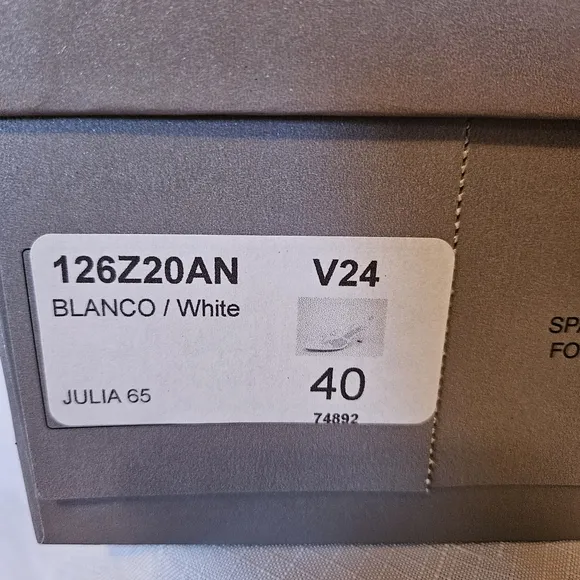 126Z20AN V24
BLANCO / White
JULIA 65 40
74892